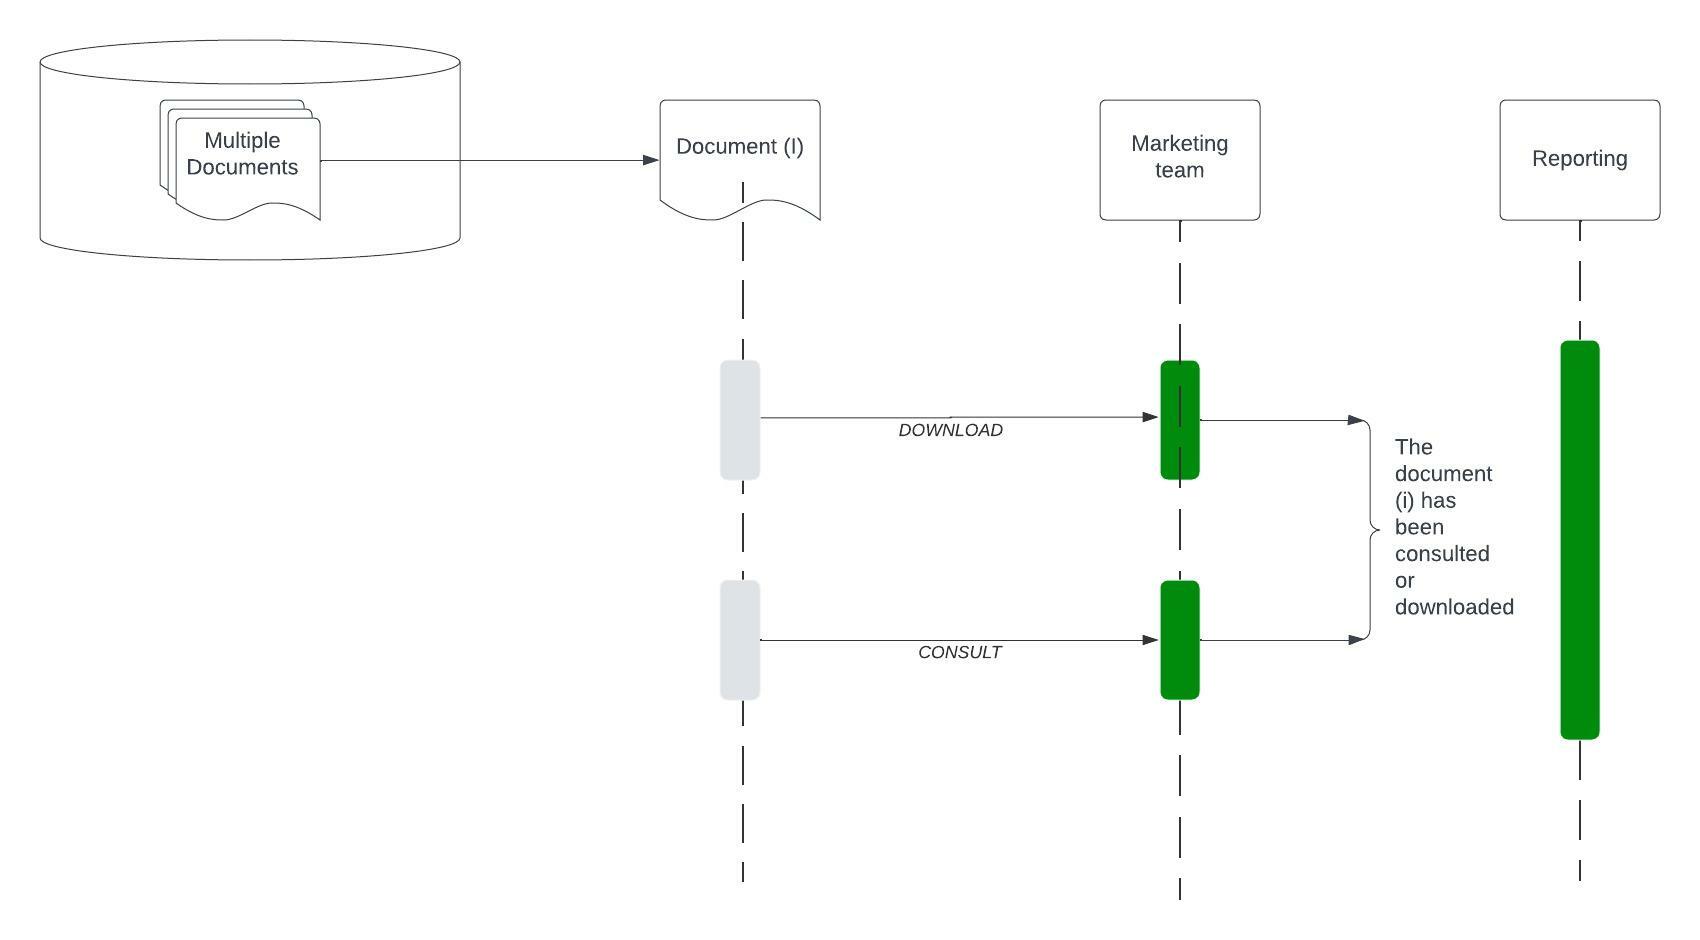 Multiple
Documents
Document (I)
Marketing
team
Reporting
DOWNLOAD
The
document
(i) has
been
consulted
or
downloaded
CONSULT